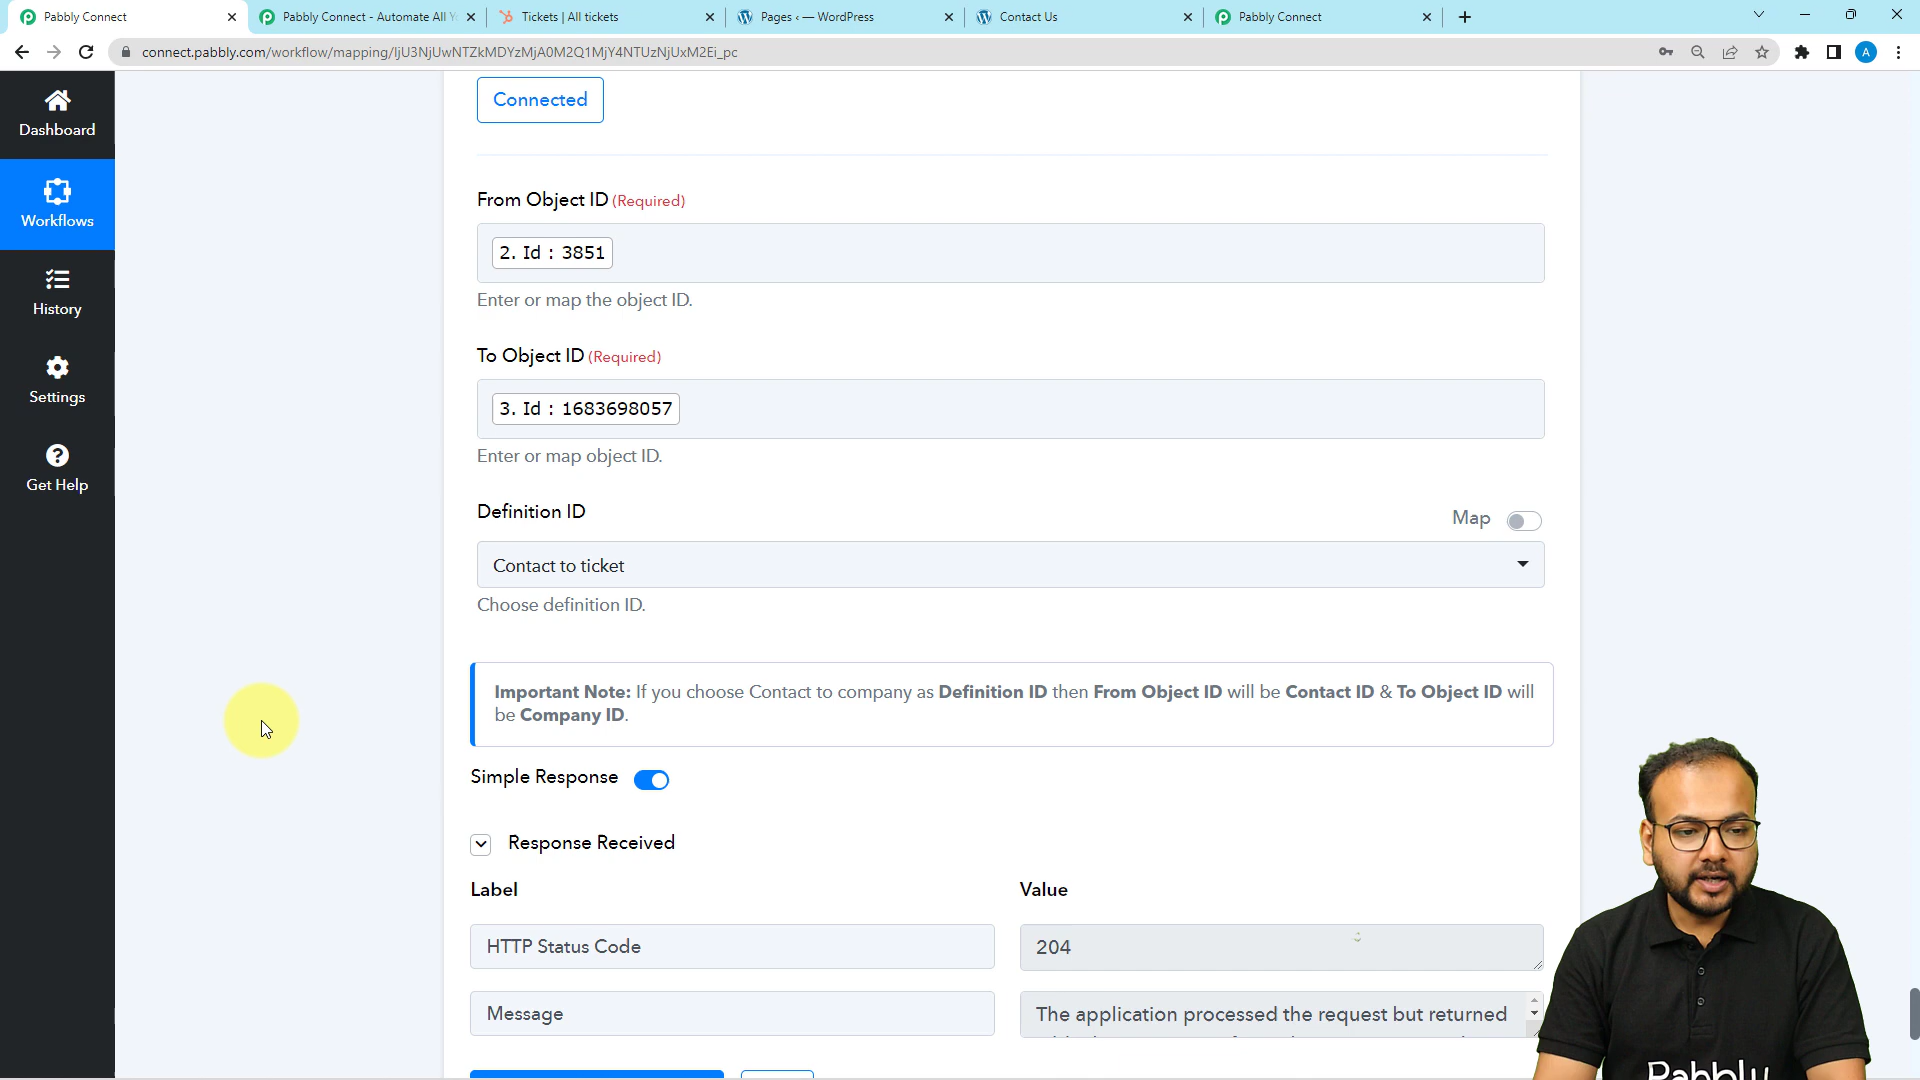 Pabbly Connect
Pabbly Connect - Automate All Y
Tickets | All tickets
Pages ‹ — WordPress
Contact Us
Pabbly Connect
connect.pabbly.com/workflow/mapping/IjU3NjUwNTZkMDYzMjA0M2Q1MjY4NTUzNjUxM2Ei_pc
A
Dashboard
Workflows
History
Settings
Get Help
Connected
From Object ID (Required)
2. Id : 3851
Enter or map the object ID.
To Object ID (Required)
3. Id : 1683698057
Enter or map object ID.
Definition ID
Map
Contact to ticket
Choose definition ID.
Important Note: If you choose Contact to company as Definition ID then From Object ID will be Contact ID & To Object ID will
be Company ID.
Simple Response
Response Received
Label
Value
HTTP Status Code
204
Message
The application processed the request but returned
Pabbly